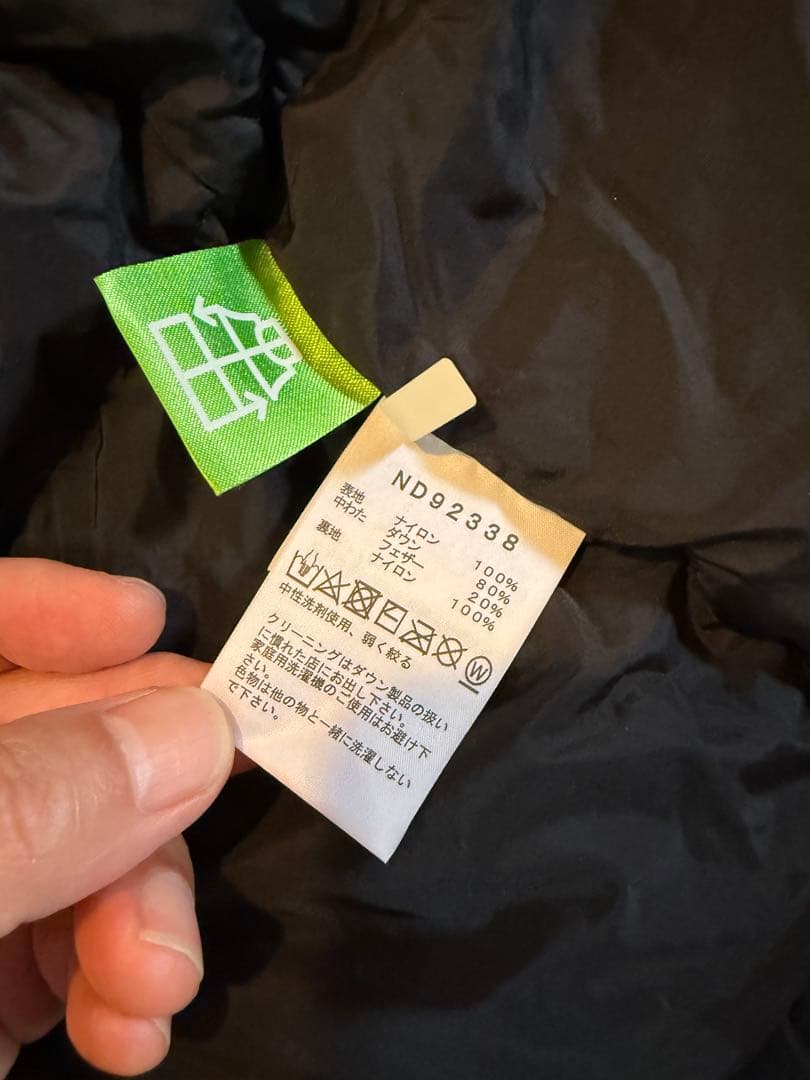 ND92338
表地 ナイロン 100%
中わた ダウン 80%
フェザー 20%
裏地 ナイロン 100%
W
中性洗剤使用、弱く絞る
クリーニングはダウン製品の扱い
に慣れた店にお出し下さい。
家庭用洗濯機のご使用はお避け下
さい。
色物は他の物と一緒に洗濯しない
で下さい。